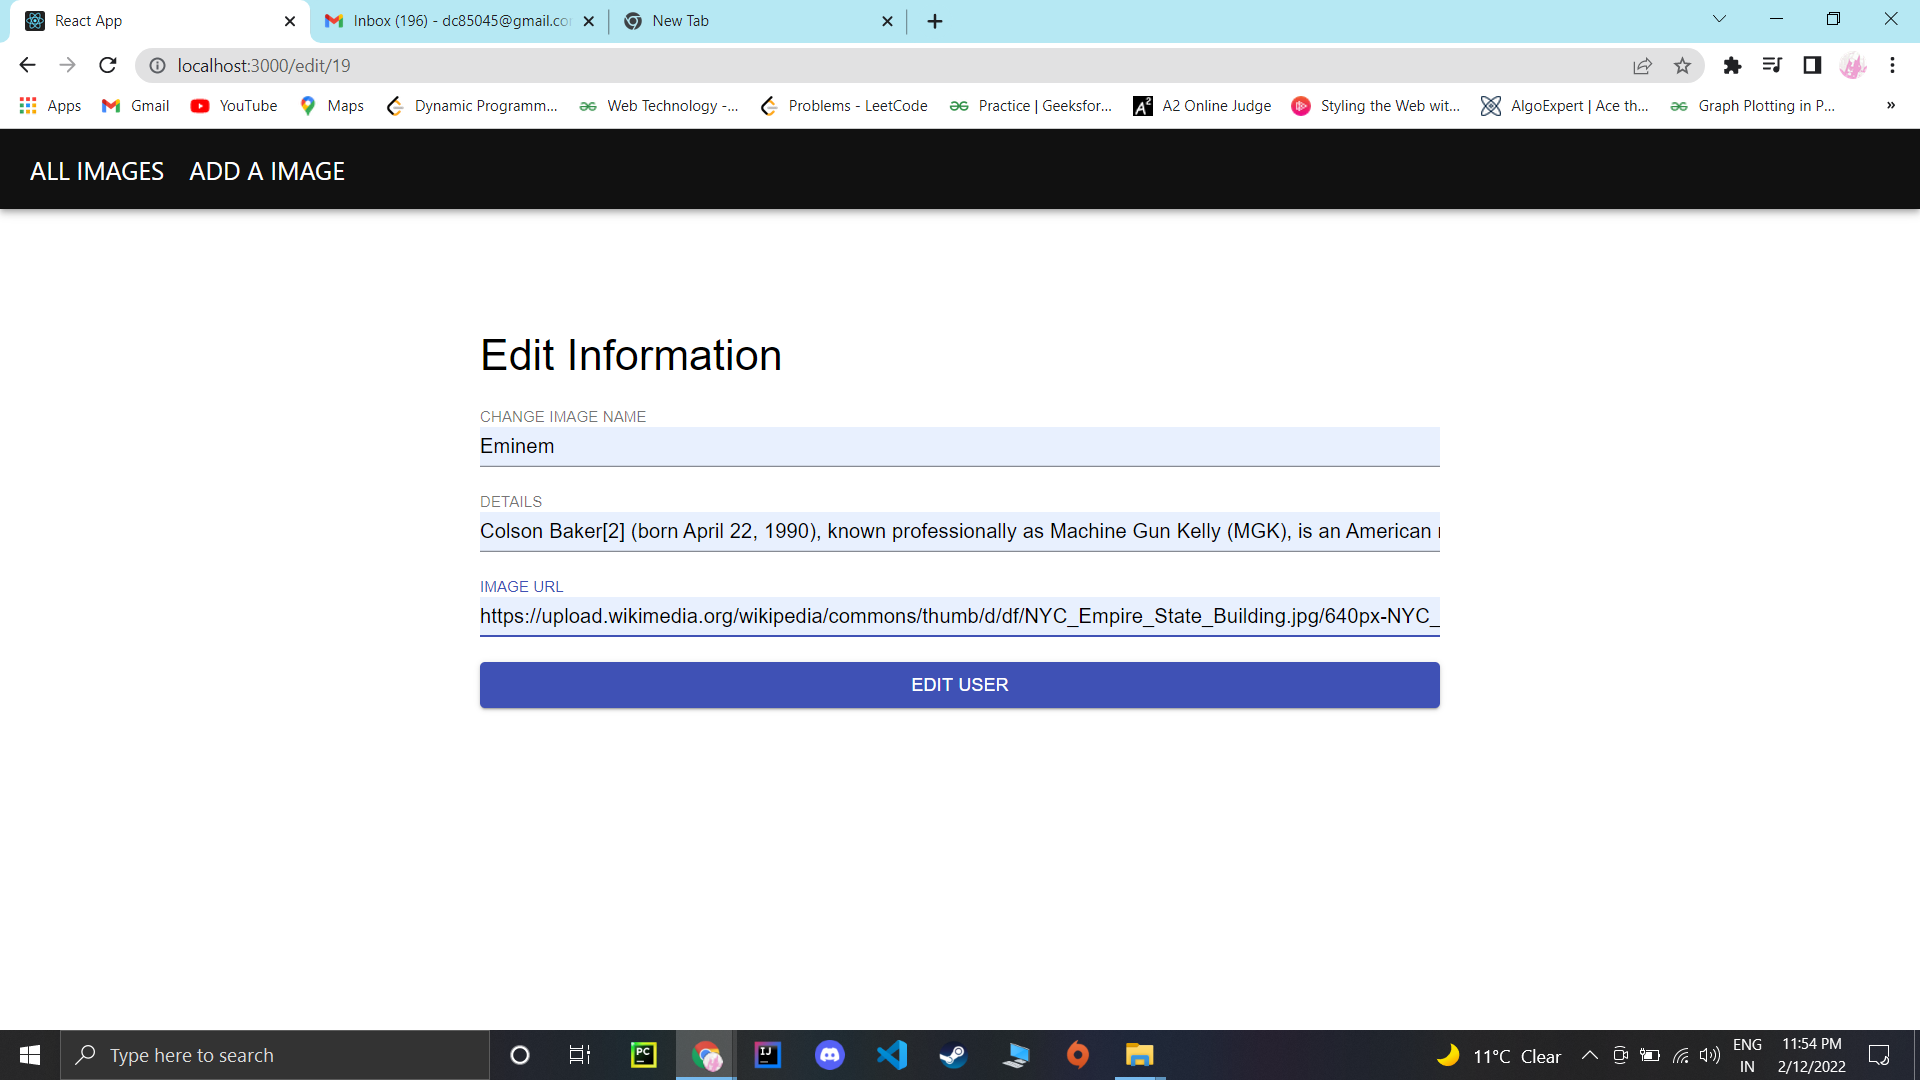 React App
Inbox (196) - dc85045@gmail.co
New Tab
localhost:3000/edit/19
Apps
Gmail
YouTube
Maps
Dynamic Programm...
Web Technology -...
Problems - LeetCode
Practice | Geeksfor...
A2 Online Judge
Styling the Web wit...
AlgoExpert | Ace th...
Graph Plotting in P...
»
ALL IMAGES ADD A IMAGE
Edit Information
CHANGE IMAGE NAME
Eminem
DETAILS
Colson Baker[2] (born April 22, 1990), known professionally as Machine Gun Kelly (MGK), is an American
IMAGE URL
https://upload.wikimedia.org/wikipedia/commons/thumb/d/df/NYC_Empire_State_Building.jpg/640px-NYC_
EDIT USER
Type here to search
PC
IJ
11°C Clear
ENG
IN
11:54 PM
2/12/2022